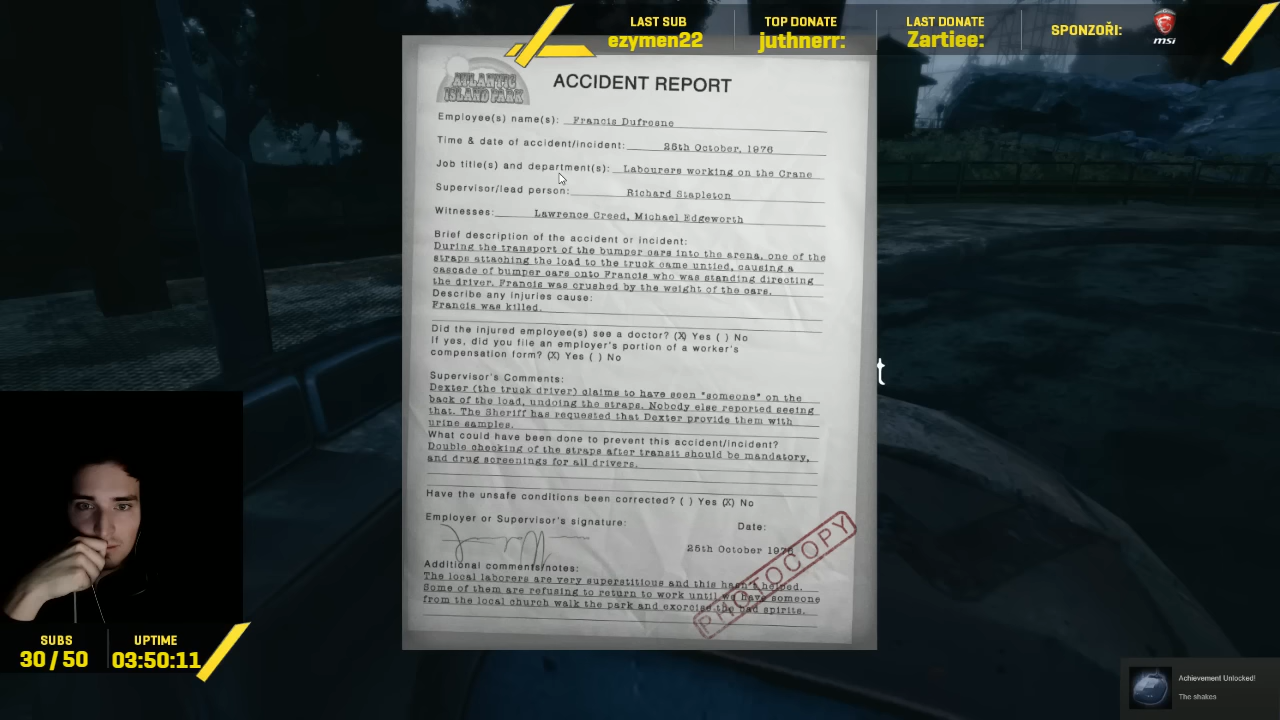 LAST SUB
ezymen22
TOP DONATE
juthnerr:
LAST DONATE
Zartiee:
SPONZOŘI:
msi
ATLANTIC
ISLAND PARK
ACCIDENT REPORT
Employee(s) name(s): Francis Dufresne
Time & date of accident/incident: 25th October, 1976
Job title(s) and department(s): Labourers working on the Crane
Supervisor/lead person: Richard Stapleton
Witnesses: Lawrence Creed, Michael Edgeworth
Brief description of the accident or incident:
During the transport of the bumper cars into the arena, one of the
straps attaching the load to the truck came untied, causing a
cascade of bumper cars onto Francis who was standing directing
the driver. Francis was crushed by the weight of the cars.
Describe any injuries cause:
Francis was killed.
Did the injured employee(s) see a doctor? (X) Yes ( ) No
If yes, did you file an employer's portion of a worker's
compensation form? (X) Yes ( ) No
Supervisor's Comments:
Dexter (the truck driver) claims to have seen "someone" on the
back of the load, undoing the straps. Nobody else reported seeing
that. The Sheriff has requested that Dexter provide them with
urine samples.
What could have been done to prevent this accident/incident?
Double checking of the straps after transit should be mandatory,
and drug screenings for all drivers.
Have the unsafe conditions been corrected? ( ) Yes (X) No
Employer or Supervisor's signature:
Date:
25th October 1976
PHOTOCOPY
Additional comments/notes:
The local laborers are very superstitious and this hasn't helped.
Some of them are refusing to return to work until we have someone
from the local church walk the park and exorcise the bad spirits.
t
SUBS
30 / 50
UPTIME
03:50:11
Achievement Unlocked!
The shakes